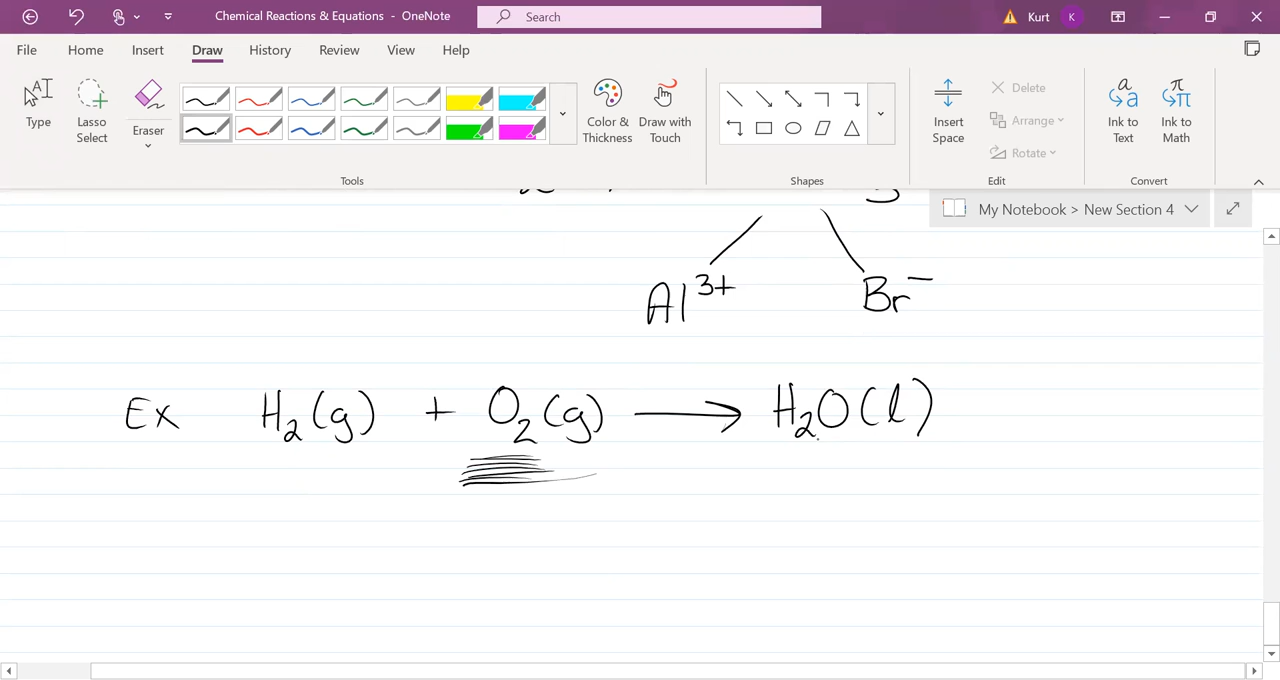 Chemical Reactions & Equations - OneNote
Search
Kurt
K
File Home Insert Draw History Review View Help
Type
Lasso Select
Eraser
Color & Thickness
Draw with Touch
Insert Space
Delete
Arrange
Rotate
Ink to Text
Ink to Math
Tools Shapes Edit Convert
My Notebook > New Section 4
Al³⁺ Br⁻
Ex H₂(g) + O₂(g) → H₂O(l)